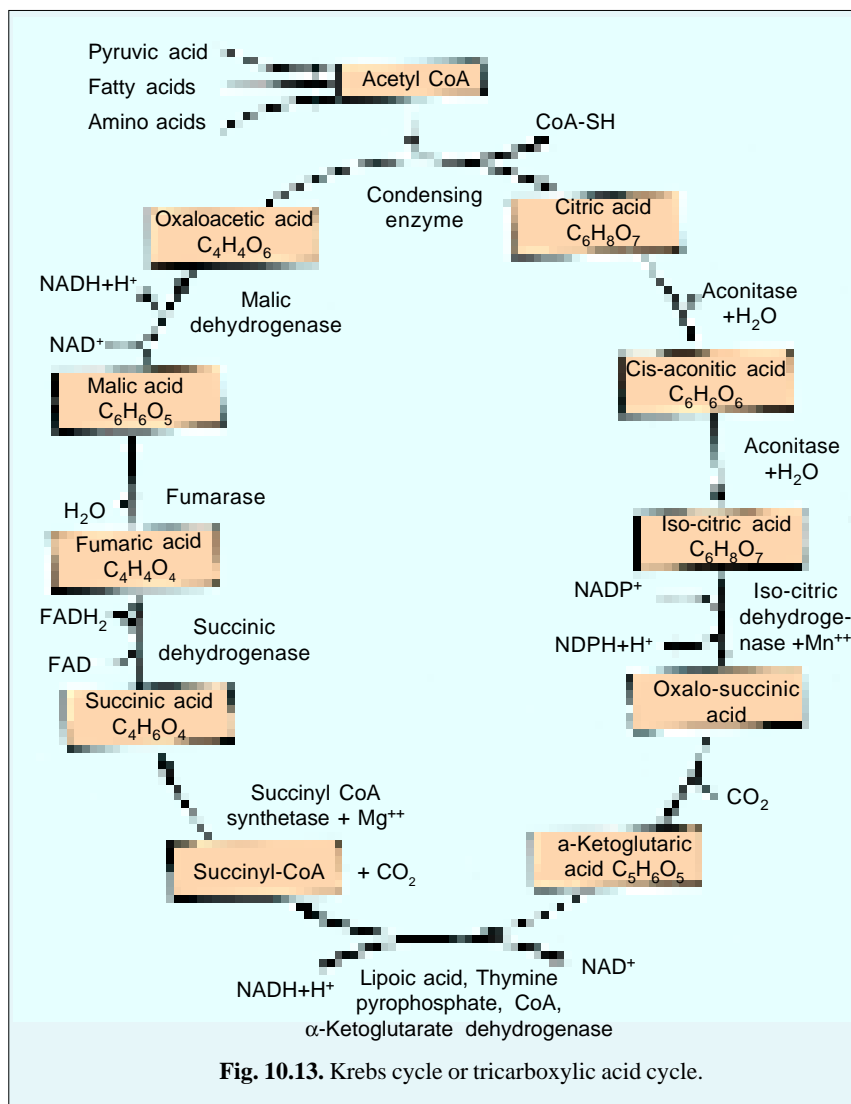 Pyruvic acid
Fatty acids
Amino acids
Acetyl CoA
CoA-SH
Condensing
enzyme
Oxaloacetic acid
C₄H₄O₆
Citric acid
C₆H₈O₇
NADH+H⁺
Malic
dehydrogenase
NAD⁺
Aconitase
+H₂O
Malic acid
C₆H₆O₅
Cis-aconitic acid
C₆H₆O₆
Aconitase
+H₂O
H₂O
Fumarase
Fumaric acid
C₄H₄O₄
Iso-citric acid
C₆H₈O₇
NADP⁺
Iso-citric
dehydroge-
nase +Mn⁺⁺
NDPH+H⁺
FADH₂
Succinic
dehydrogenase
FAD
Oxalo-succinic
acid
Succinic acid
C₄H₆O₄
CO₂
Succinyl CoA
synthetase + Mg⁺⁺
Succinyl-CoA + CO₂
a-Ketoglutaric
acid C₅H₆O₅
NADH+H⁺
NAD⁺
Lipoic acid, Thymine
pyrophosphate, CoA,
α-Ketoglutarate dehydrogenase
Fig. 10.13. Krebs cycle or tricarboxylic acid cycle.